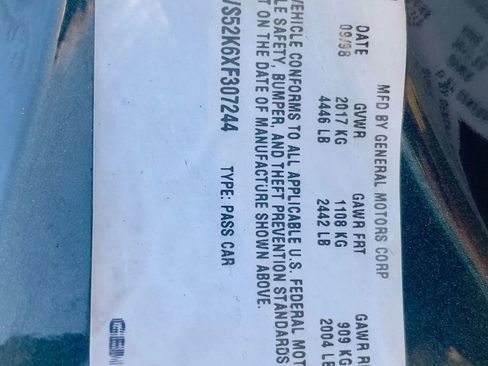 MFD BY GENERAL MOTORS CORP
DATE GVWR GAWR FRT GAWR
09/98 2017 KG 1108 KG 909 KG
4446 LB 2442 LB 2004 LB
VEHICLE CONFORMS TO ALL APPLICABLE U.S. FEDERAL MOT
LE SAFETY, BUMPER, AND THEFT PREVENTION STANDARDS
T ON THE DATE OF MANUFACTURE SHOWN ABOVE.
S52K6XF307244 TYPE: PASS CAR